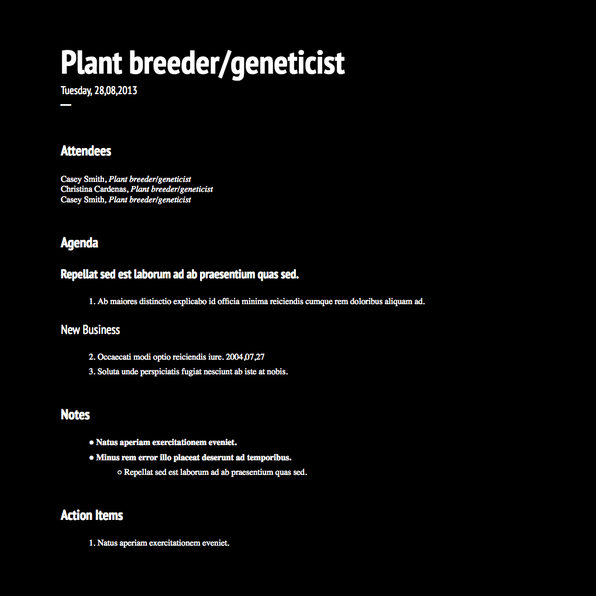 Plant breeder/geneticist
Tuesday, 28,08,2013
—
Attendees
Casey Smith, Plant breeder/geneticist
Christina Cardenas, Plant breeder/geneticist
Casey Smith, Plant breeder/geneticist
Agenda
Repellat sed est laborum ad ab praesentium quas sed.
1. Ab maiores distinctio explicabo id officia minima reiciendis cumque rem doloribus aliquam ad.
New Business
2. Occaecati modi optio reiciendis iure. 2004,07,27
3. Soluta unde perspiciatis fugiat nesciunt ab iste at nobis.
Notes
● Natus aperiam exercitationem eveniet.
● Minus rem error illo placeat deserunt ad temporibus.
○ Repellat sed est laborum ad ab praesentium quas sed.
Action Items
1. Natus aperiam exercitationem eveniet.